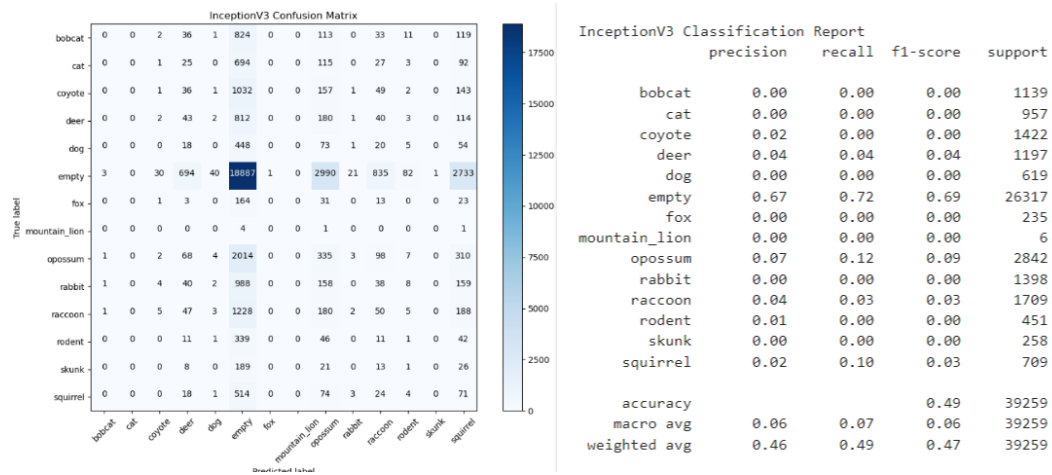 InceptionV3 Confusion Matrix
True label
bobcat 0 0 2 36 1 824 0 0 113 0 33 11 0 119
cat 0 0 1 25 0 694 0 0 115 0 27 3 0 92
coyote 0 0 1 36 1 1032 0 0 157 1 49 2 0 143
deer 0 0 2 43 2 812 0 0 180 1 40 3 0 114
dog 0 0 0 18 0 448 0 0 73 1 20 5 0 54
empty 3 0 30 694 40 18887 1 0 2990 21 835 82 1 2733
fox 0 0 1 3 0 164 0 0 31 0 13 0 0 23
mountain_lion 0 0 0 0 0 4 0 0 1 0 0 0 0 1
opossum 1 0 2 68 4 2014 0 0 335 3 98 7 0 310
rabbit 1 0 4 40 2 988 0 0 158 0 38 8 0 159
raccoon 1 0 5 47 3 1228 0 0 180 2 50 5 0 188
rodent 0 0 0 11 1 339 0 0 46 0 11 1 0 42
skunk 0 0 0 8 0 189 0 0 21 0 13 1 0 26
squirrel 0 0 0 18 1 514 0 0 74 3 24 4 0 71
bobcat cat coyote deer dog empty fox mountain_lion opossum rabbit raccoon rodent skunk squirrel
Predicted label
17500
15000
12500
10000
7500
5000
2500
0
InceptionV3 Classification Report
precision recall f1-score support
bobcat 0.00 0.00 0.00 1139
cat 0.00 0.00 0.00 957
coyote 0.02 0.00 0.00 1422
deer 0.04 0.04 0.04 1197
dog 0.00 0.00 0.00 619
empty 0.67 0.72 0.69 26317
fox 0.00 0.00 0.00 235
mountain_lion 0.00 0.00 0.00 6
opossum 0.07 0.12 0.09 2842
rabbit 0.00 0.00 0.00 1398
raccoon 0.04 0.03 0.03 1709
rodent 0.01 0.00 0.00 451
skunk 0.00 0.00 0.00 258
squirrel 0.02 0.10 0.03 709
accuracy 0.49 39259
macro avg 0.06 0.07 0.06 39259
weighted avg 0.46 0.49 0.47 39259